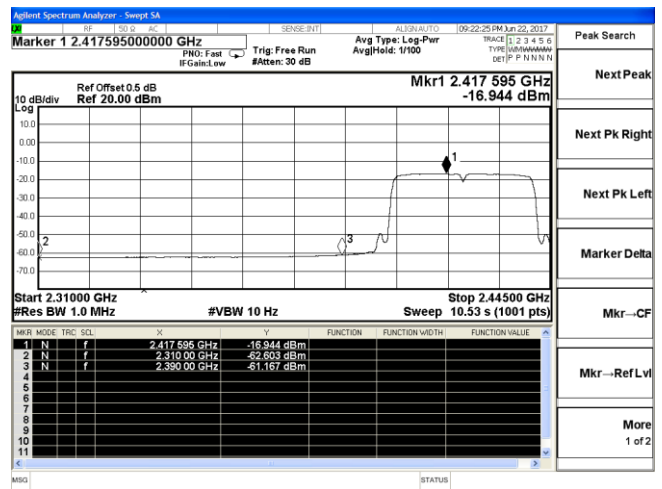 Agilent Spectrum Analyzer - Swept SA
RF 50 Ω AC SENSE:INT ALIGNAUTO 09:22:25 PM Jun 22, 2017
Marker 1 2.417595000000 GHz
PNO: Fast
IFGain:Low
Trig: Free Run
#Atten: 30 dB
Avg Type: Log-Pwr
Avg|Hold: 1/100
TRACE 1 2 3 4 5 6
TYPE
DET P P N N N N
Peak Search
Mkr1 2.417 595 GHz
-16.944 dBm
Ref Offset 0.5 dB
10 dB/div Ref 20.00 dBm
Log
10.0
0.00
-10.0
-20.0
-30.0
-40.0
-50.0
-60.0
-70.0
1
2
3
Start 2.31000 GHz
Stop 2.44500 GHz
#Res BW 1.0 MHz
#VBW 10 Hz
Sweep 10.53 s (1001 pts)
MKR MODE TRC SCL X Y FUNCTION FUNCTION WIDTH FUNCTION VALUE
1 N f 2.417 595 GHz -16.944 dBm
2 N f 2.310 00 GHz -62.603 dBm
3 N f 2.390 00 GHz -61.167 dBm
4
5
6
7
8
9
10
11
MSG
STATUS
Next Peak
Next Pk Right
Next Pk Left
Marker Delta
Mkr→CF
Mkr→Ref Lvl
More
1 of 2